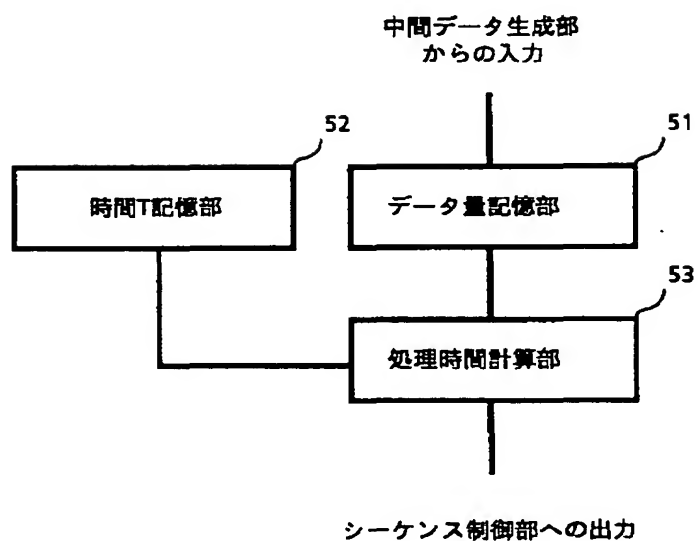 中間データ生成部
からの入力
52
51
時間T記憶部
データ量記憶部
53
処理時間計算部
シーケンス制御部への出力